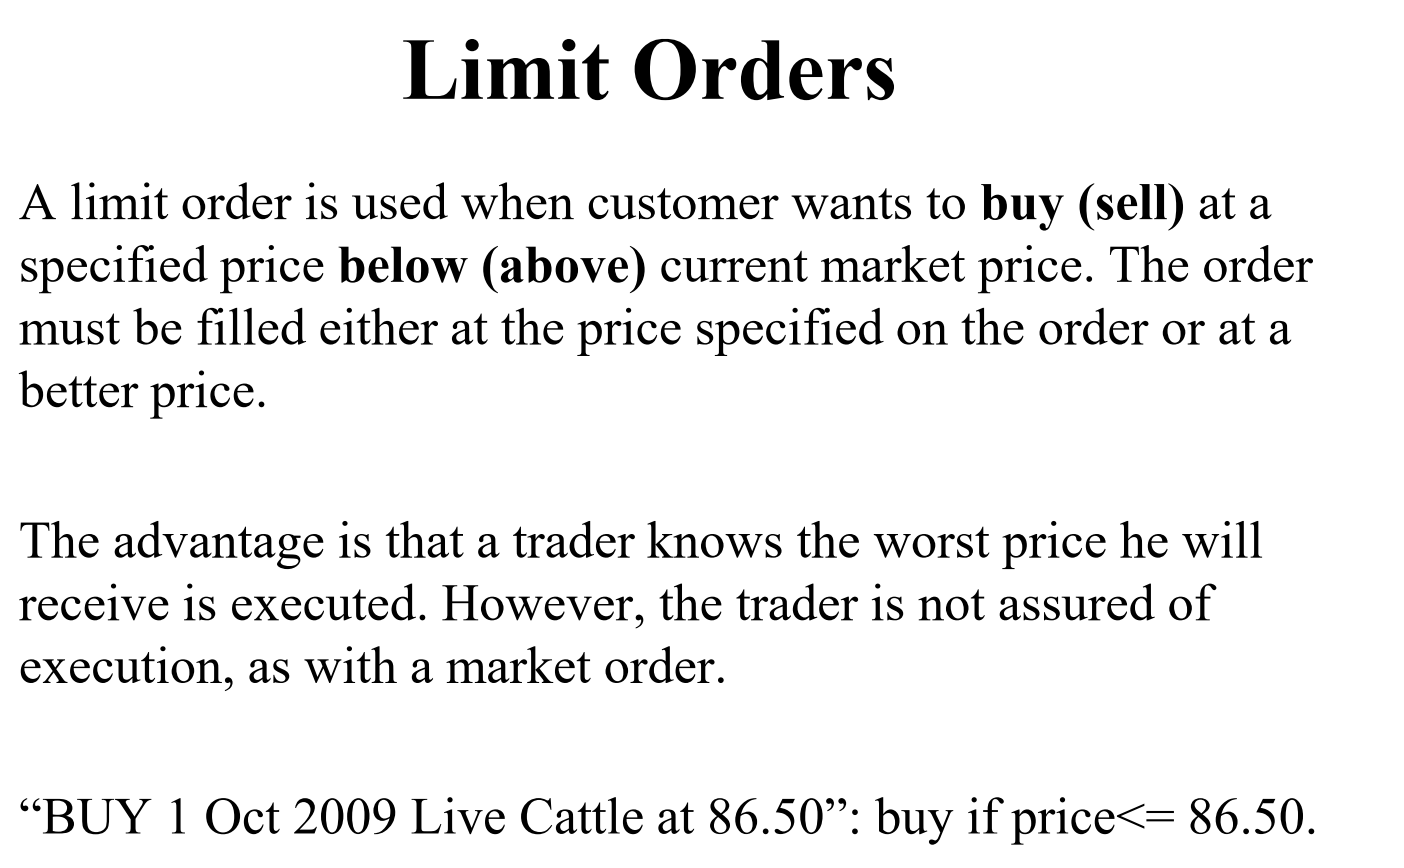 Limit Orders
A limit order is used when customer wants to buy (sell) at a
specified price below (above) current market price. The order
must be filled either at the price specified on the order or at a
better price.
The advantage is that a trader knows the worst price he will
receive is executed. However, the trader is not assured of
execution, as with a market order.
“BUY 1 Oct 2009 Live Cattle at 86.50”: buy if price<= 86.50.